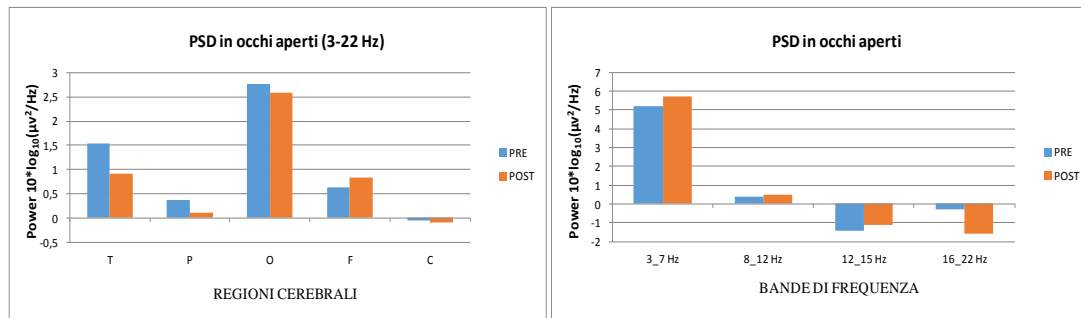 PSD in occhi aperti (3-22 Hz)
Power 10*log₁₀(µv²/Hz)
3
2,5
2
1,5
1
0,5
0
-0,5
T P O F C
PRE
POST
REGIONI CEREBRALI
PSD in occhi aperti
Power 10*log₁₀(µv²/Hz)
7
6
5
4
3
2
1
0
-1
-2
3_7 Hz 8_12 Hz 12_15 Hz 16_22 Hz
PRE
POST
BANDE DI FREQUENZA